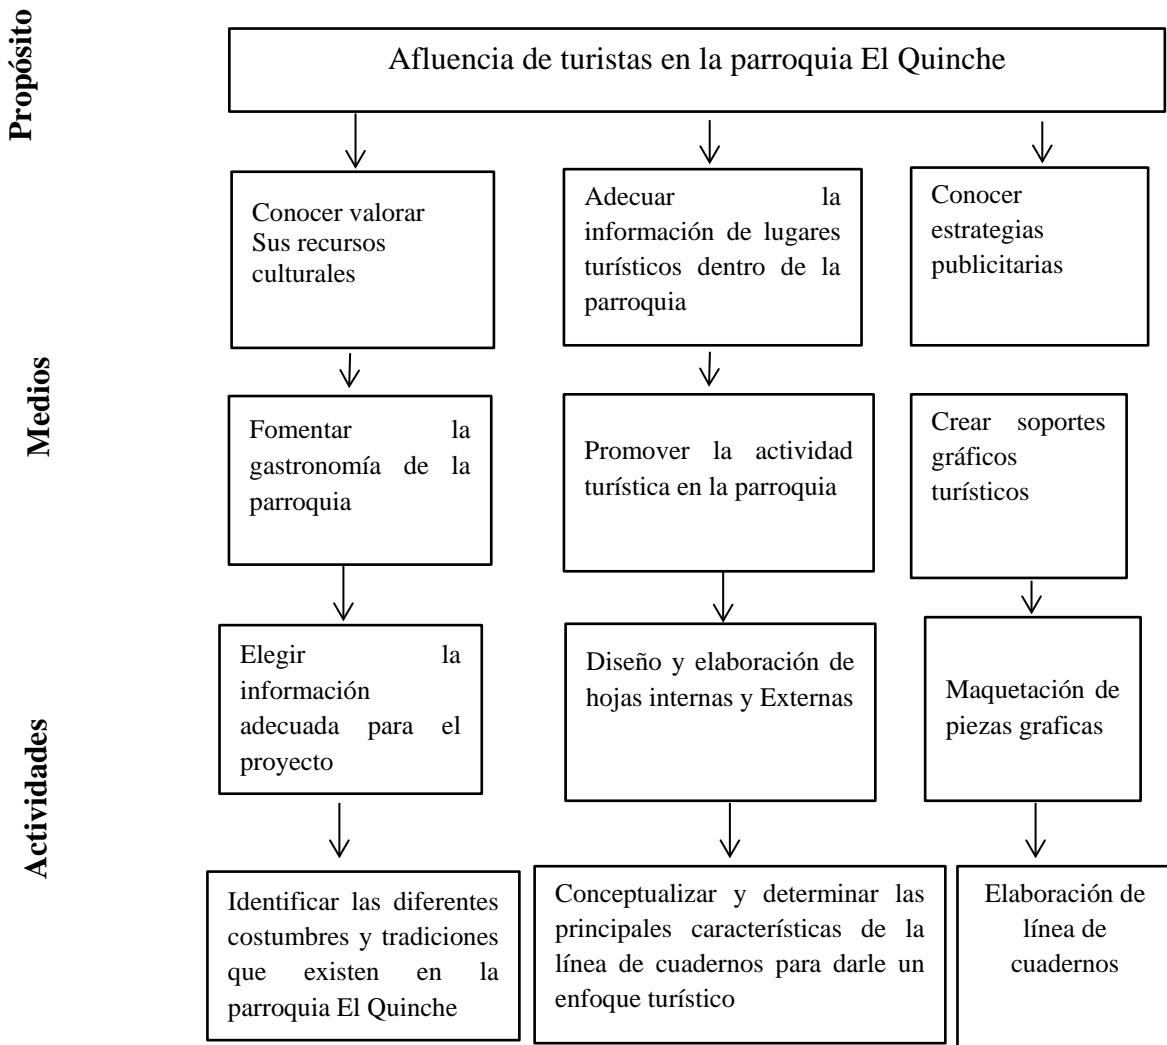 Propósito
Afluencia de turistas en la parroquia El Quinche
Conocer valorar
Sus recursos
culturales
Adecuar la
información de lugares
turísticos dentro de la
parroquia
Conocer
estrategias
publicitarias
Medios
Fomentar la
gastronomía de la
parroquia
Promover la actividad
turística en la parroquia
Crear soportes
gráficos
turísticos
Actividades
Elegir la
información
adecuada para el
proyecto
Diseño y elaboración de
hojas internas y Externas
Maquetación de
piezas graficas
Identificar las diferentes
costumbres y tradiciones
que existen en la
parroquia El Quinche
Conceptualizar y determinar las
principales características de la
línea de cuadernos para darle un
enfoque turístico
Elaboración de
línea de
cuadernos